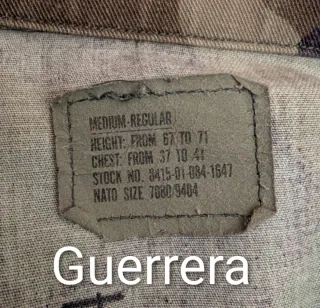 MEDIUM-REGULAR
HEIGHT: FROM 67 TO 71
CHEST: FROM 37 TO 41
STOCK NO. 8415-01-084-1647
NATO SIZE 7080/9404
Guerrera